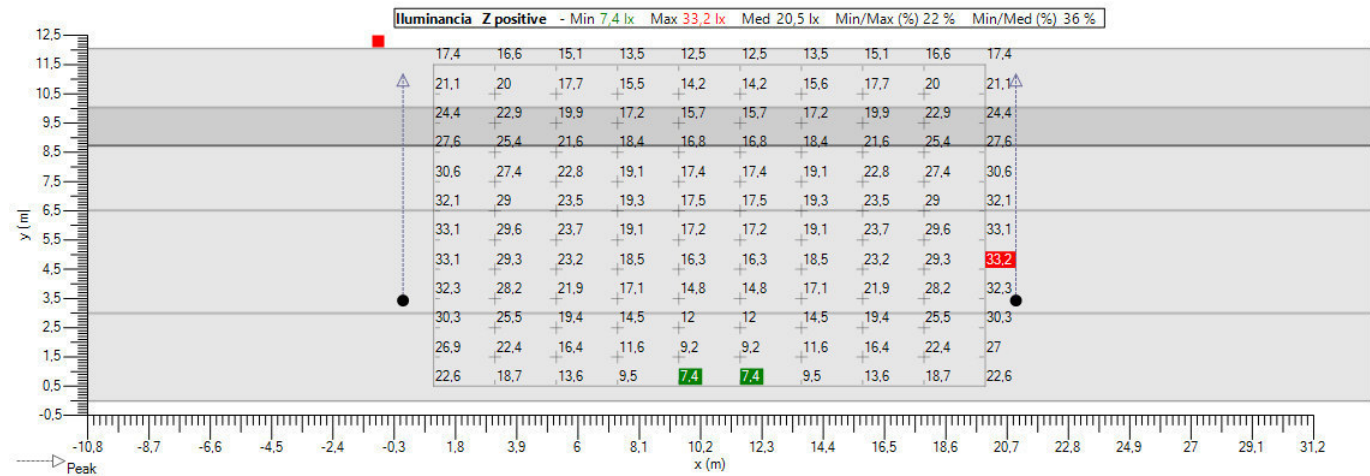 Iluminancia Z positive - Min 7,4 lx Max 33,2 lx Med 20,5 lx Min/Max (%) 22 % Min/Med (%) 36 %
12,5
17,4 16,6 15,1 13,5 12,5 12,5 13,5 15,1 16,6 17,4
11,5
21,1 20 17,7 15,5 14,2 14,2 15,6 17,7 20 21,1
10,5
24,4 22,9 19,9 17,2 15,7 15,7 17,2 19,9 22,9 24,4
9,5
27,6 25,4 21,6 18,4 16,8 16,8 18,4 21,6 25,4 27,6
8,5
30,6 27,4 22,8 19,1 17,4 17,4 19,1 22,8 27,4 30,6
7,5
32,1 29 23,5 19,3 17,5 17,5 19,3 23,5 29 32,1
6,5
33,1 29,6 23,7 19,1 17,2 17,2 19,1 23,7 29,6 33,1
5,5
33,1 29,3 23,2 18,5 16,3 16,3 18,5 23,2 29,3 33,2
4,5
32,3 28,2 21,9 17,1 14,8 14,8 17,1 21,9 28,2 32,3
3,5
30,3 25,5 19,4 14,5 12 12 14,5 19,4 25,5 30,3
2,5
26,9 22,4 16,4 11,6 9,2 9,2 11,6 16,4 22,4 27
1,5
22,6 18,7 13,6 9,5 7,4 7,4 9,5 13,6 18,7 22,6
0,5
-0,5
y (m)
-10,8 -8,7 -6,6 -4,5 -2,4 -0,3 1,8 3,9 6 8,1 10,2 12,3 14,4 16,5 18,6 20,7 22,8 24,9 27 29,1 31,2
x (m)
Peak